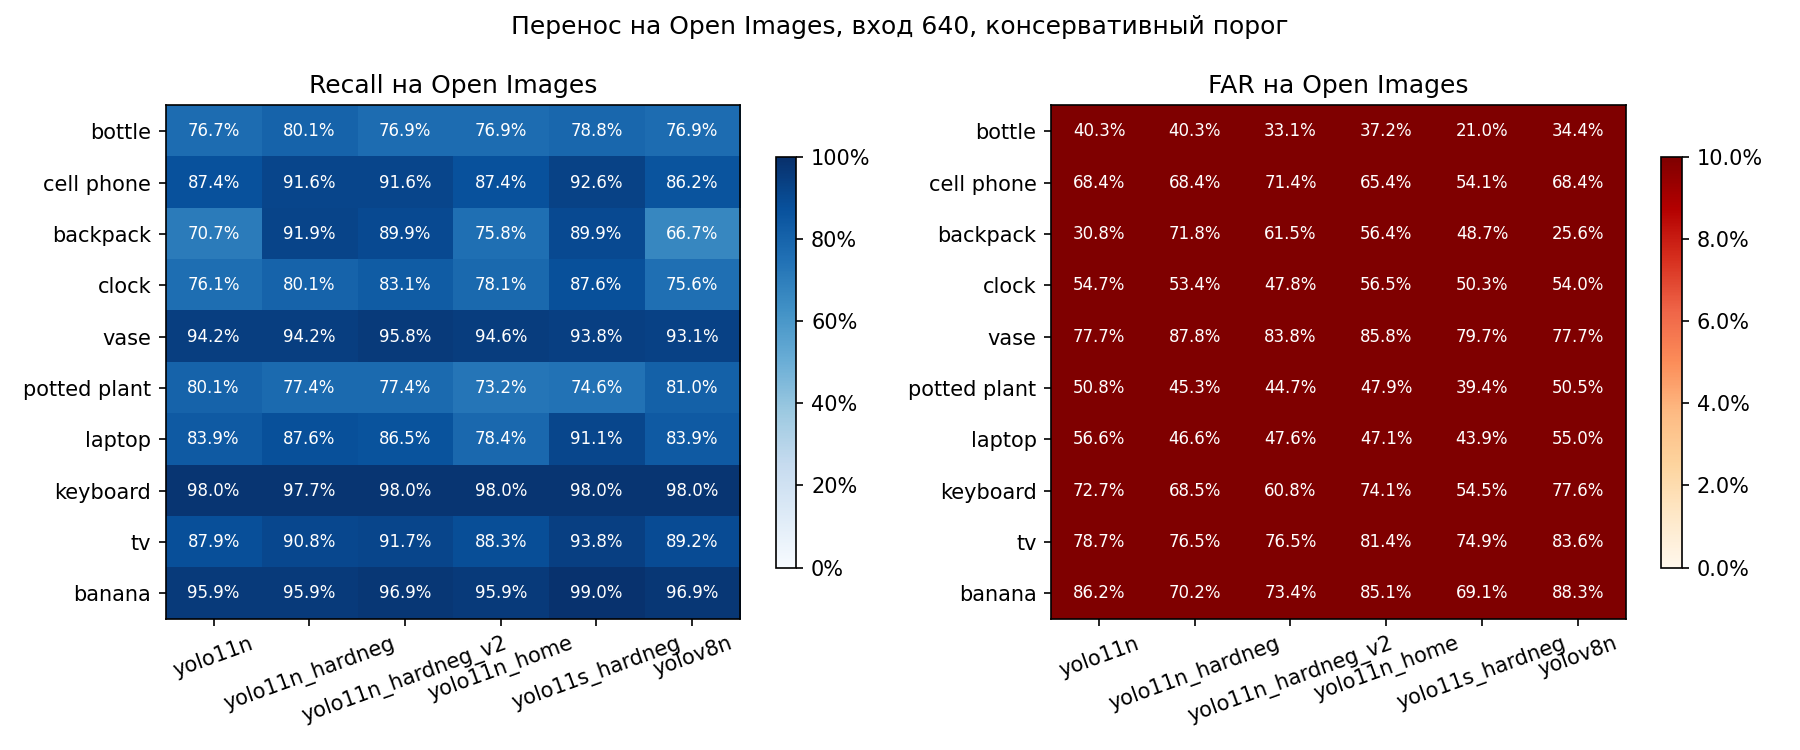 Перенос на Open Images, вход 640, консервативный порог
Recall на Open Images
bottle 76.7% 80.1% 76.9% 76.9% 78.8% 76.9%
cell phone 87.4% 91.6% 91.6% 87.4% 92.6% 86.2%
backpack 70.7% 91.9% 89.9% 75.8% 89.9% 66.7%
clock 76.1% 80.1% 83.1% 78.1% 87.6% 75.6%
vase 94.2% 94.2% 95.8% 94.6% 93.8% 93.1%
potted plant 80.1% 77.4% 77.4% 73.2% 74.6% 81.0%
laptop 83.9% 87.6% 86.5% 78.4% 91.1% 83.9%
keyboard 98.0% 97.7% 98.0% 98.0% 98.0% 98.0%
tv 87.9% 90.8% 91.7% 88.3% 93.8% 89.2%
banana 95.9% 95.9% 96.9% 95.9% 99.0% 96.9%
yolo11n yolo11n_hardneg yolo11n_hardneg_v2 yolo11n_home yolo11s_hardneg yolov8n
100%
80%
60%
40%
20%
0%
FAR на Open Images
bottle 40.3% 40.3% 33.1% 37.2% 21.0% 34.4%
cell phone 68.4% 68.4% 71.4% 65.4% 54.1% 68.4%
backpack 30.8% 71.8% 61.5% 56.4% 48.7% 25.6%
clock 54.7% 53.4% 47.8% 56.5% 50.3% 54.0%
vase 77.7% 87.8% 83.8% 85.8% 79.7% 77.7%
potted plant 50.8% 45.3% 44.7% 47.9% 39.4% 50.5%
laptop 56.6% 46.6% 47.6% 47.1% 43.9% 55.0%
keyboard 72.7% 68.5% 60.8% 74.1% 54.5% 77.6%
tv 78.7% 76.5% 76.5% 81.4% 74.9% 83.6%
banana 86.2% 70.2% 73.4% 85.1% 69.1% 88.3%
yolo11n yolo11n_hardneg yolo11n_hardneg_v2 yolo11n_home yolo11s_hardneg yolov8n
10.0%
8.0%
6.0%
4.0%
2.0%
0.0%